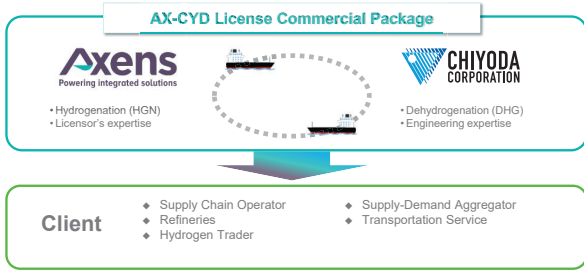 AX-CYD License Commercial Package
Axens
Powering integrated solutions
• Hydrogenation (HGN)
• Licensor's expertise
CHIYODA
CORPORATION
• Dehydrogenation (DHG)
• Engineering expertise
Client
◆ Supply Chain Operator
◆ Refineries
◆ Hydrogen Trader
◆ Supply-Demand Aggregator
◆ Transportation Service